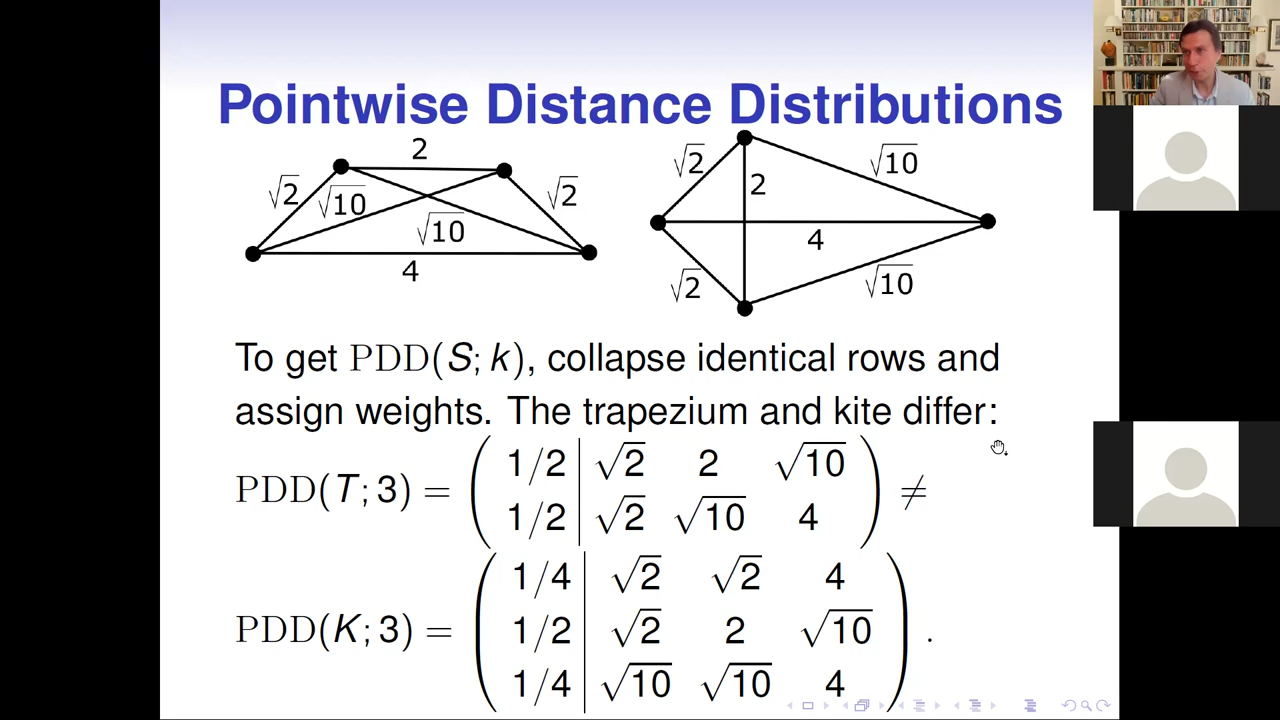 Pointwise Distance Distributions
2
√2 √10 √2
√10
4
√2 √10
2
4
√2 √10
To get PDD(S; k), collapse identical rows and
assign weights. The trapezium and kite differ:
PDD(T; 3) = ( 1/2 | √2 2 √10
1/2 | √2 √10 4 ) ≠
PDD(K; 3) = ( 1/4 | √2 √2 4
1/2 | √2 2 √10
1/4 | √10 √10 4 ) .